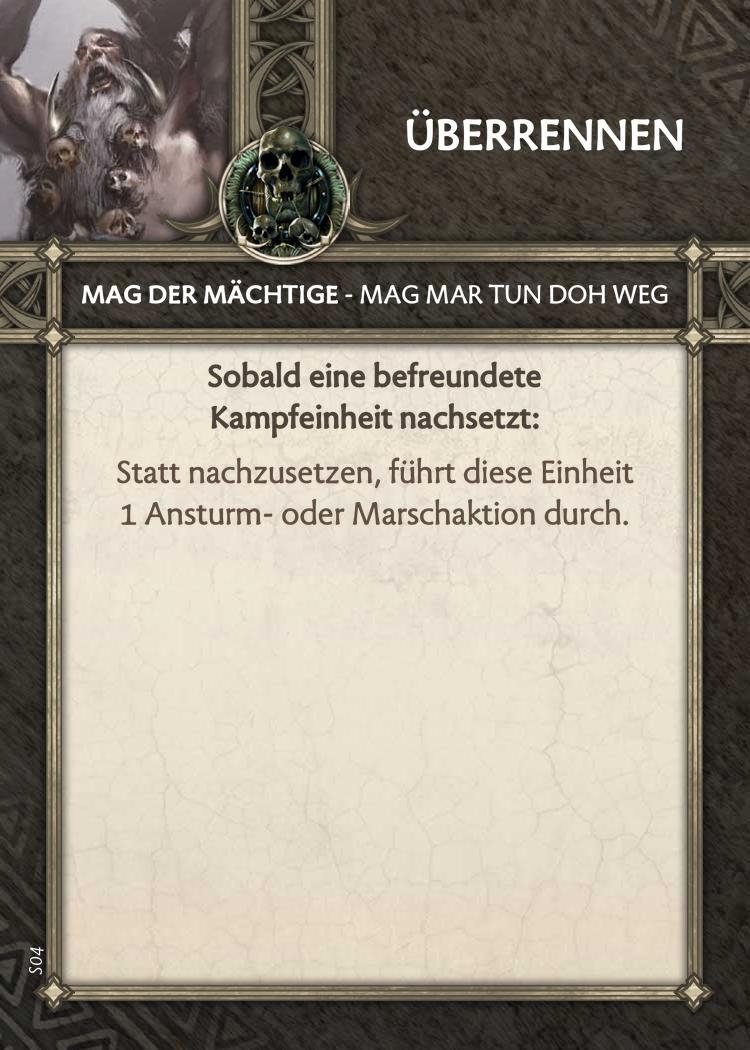 ÜBERRENNEN
MAG DER MÄCHTIGE - MAG MAR TUN DOH WEG
Sobald eine befreundete
Kampfeinheit nachsetzt:
Statt nachzusetzen, führt diese Einheit
1 Ansturm- oder Marschaktion durch.
S04